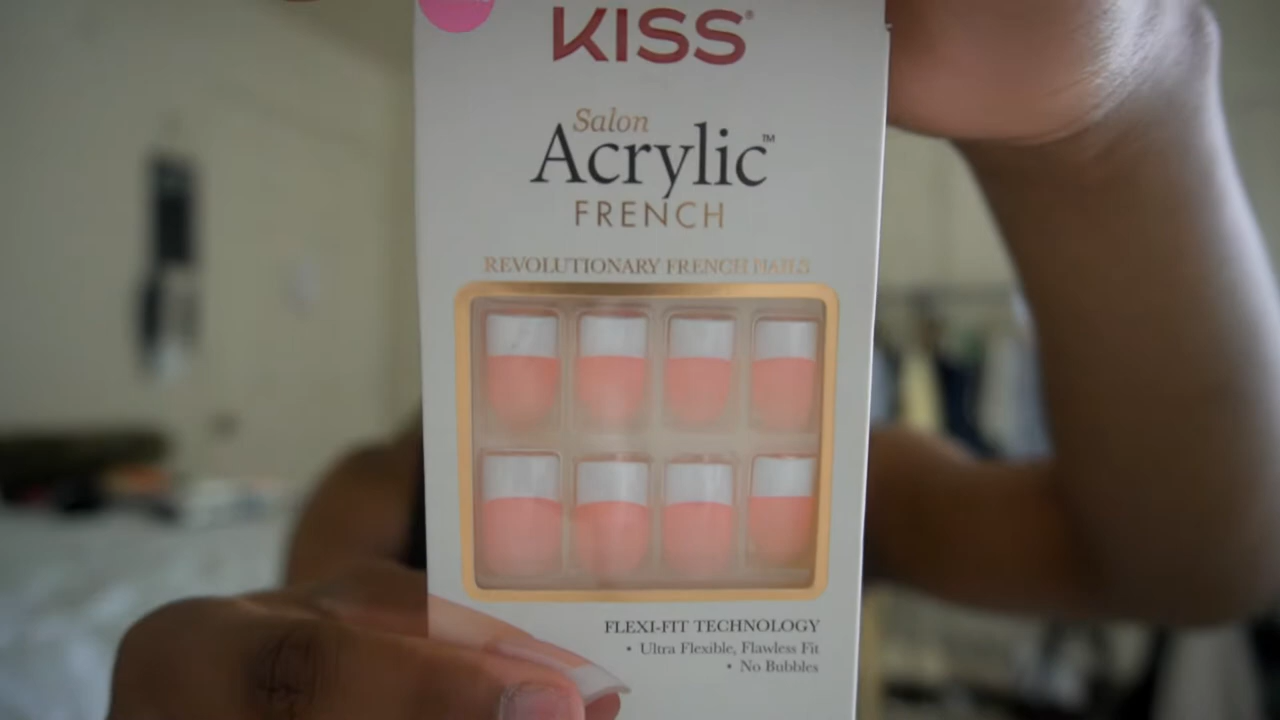 KISS®
Salon
Acrylic™
FRENCH
REVOLUTIONARY FRENCH NAILS
FLEXI-FIT TECHNOLOGY
• Ultra Flexible, Flawless Fit
• No Bubbles